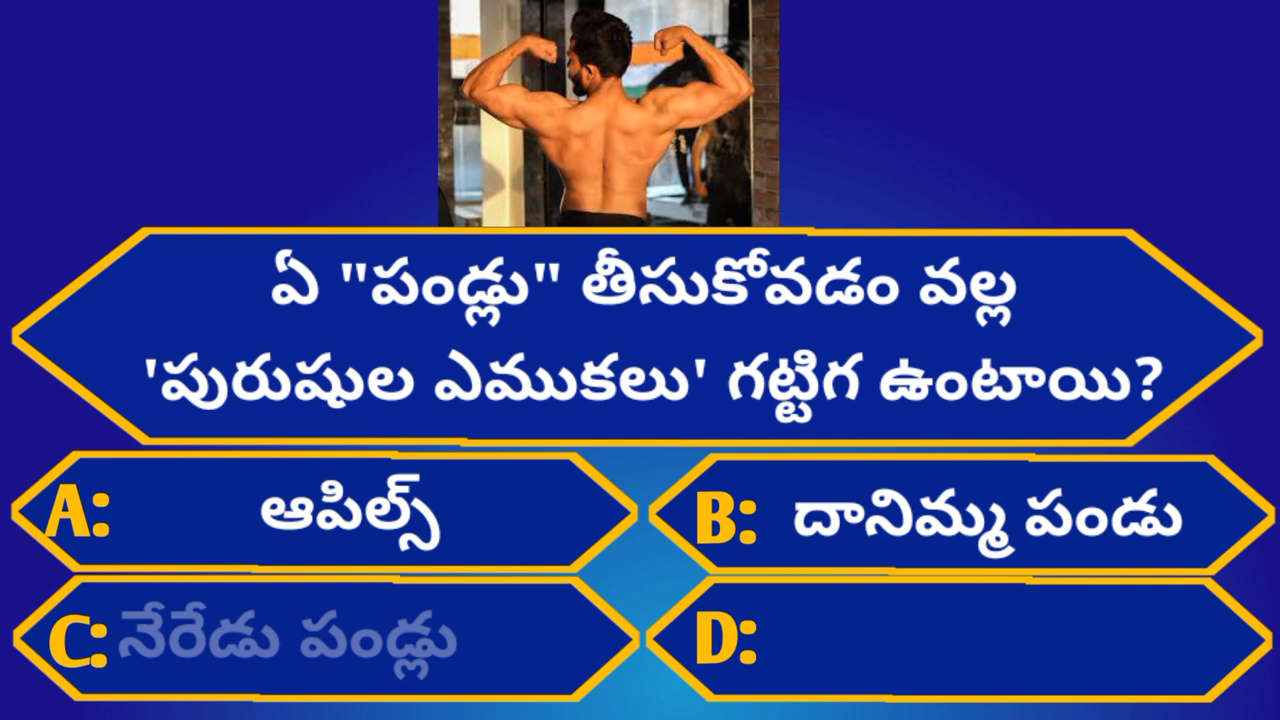 ఏ "పండ్లు" తీసుకోవడం వల్ల
'పురుషుల ఎముకలు' గట్టిగ ఉంటాయి?
A: ఆపిల్స్
B: దానిమ్మ పండు
C: నేరేడు పండ్లు
D: